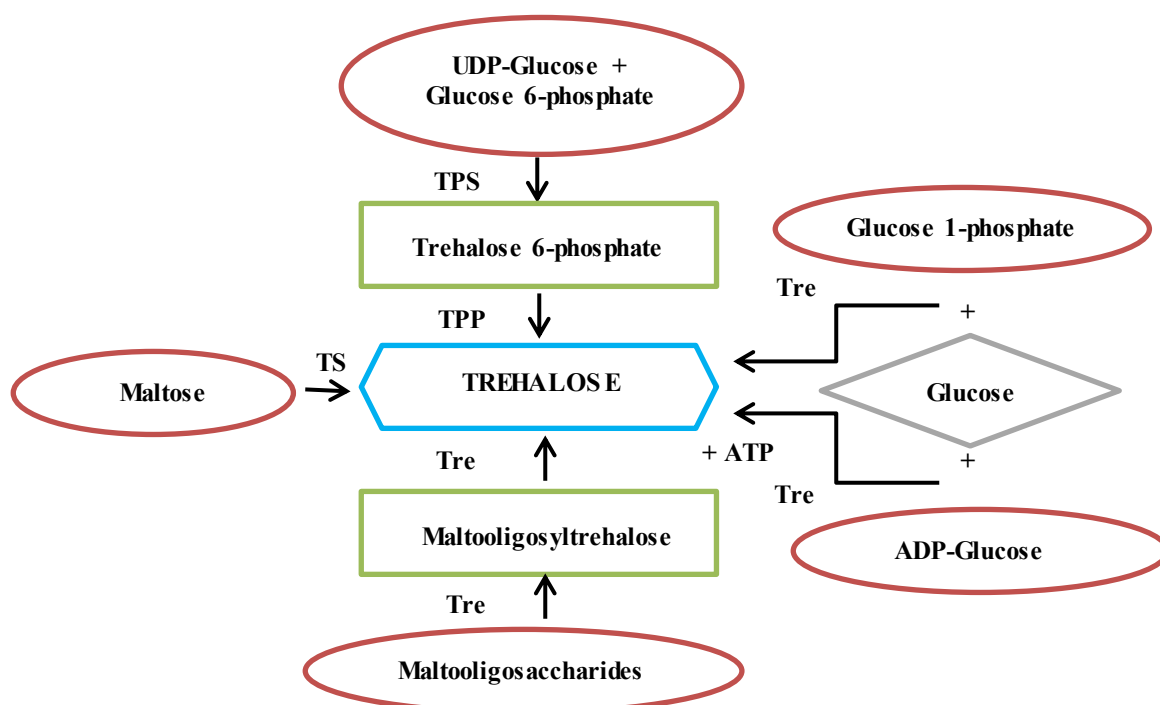 UDP-Glucose +
Glucose 6-phosphate
TPS
Trehalose 6-phosphate
Glucose 1-phosphate
Tre
TPP
+
TS
TREHALOSE
Maltose
Glucose
Tre
+ ATP
+
Tre
Maltooligosyltrehalose
ADP-Glucose
Tre
Maltooligosaccharides